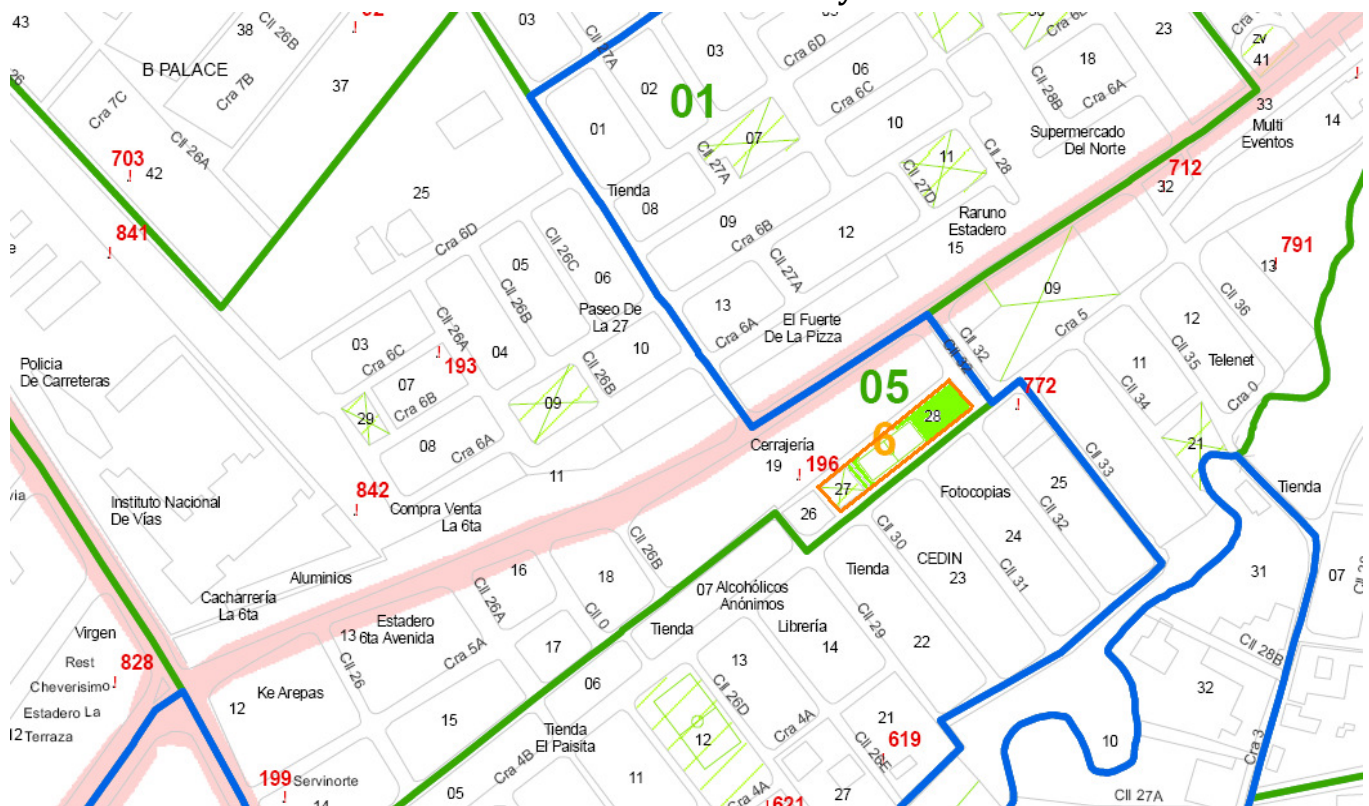 43
38
Cll 26B
B PALACE
Cra 7B
37
Cra 7C
Cll 26A
703
42
841
25
03
Cll 27A
02
03
Cra 6D
01
01
06
Cra 6C
18
Cra 6A
Cll 28B
23
zv
41
33
Multi
Eventos
14
07
Cll 27A
10
11
Cll 27D
Cll 28
Supermercado
Del Norte
712
32
Tienda
08
09
Cra 6B
12
Raruno
Estadero
15
791
13
Cra 6D
05
Cll 26C
Cll 26B
06
Cll 27A
13
Cra 6A
Paseo De
La 27
El Fuerte
De La Pizza
09
Cra 5
Cll 36
12
Cll 35
Telenet
Cra 0
03
Cra 6C
Cll 26A
193
04
10
Cll 26B
07
Cra 6B
29
09
08
Cra 6A
Policia
De Carreteras
Cll 32
Cll 32
05
772
11
Cll 34
21
28
6
Cerrajería
19
196
27
26
11
842
Compra Venta
La 6ta
Instituto Nacional
De Vías
Cll 33
25
Cll 32
Fotocopias
24
Tienda
Cll 30
CEDIN
23
Cll 31
Aluminios
16
Cll 26A
18
Cll 26B
Cll 0
07
Alcohólicos
Anónimos
Tienda
Cll 29
31
07
Cacharrería
La 6ta
Virgen
828
Rest
Cheverisimo
Estadero La
12 Terraza
13
Estadero
6ta Avenida
Cll 26
Cra 5A
17
Tienda
Librería
14
22
13
Cll 26D
Cll 28B
32
12
Ke Arepas
06
15
Tienda
El Paisita
12
Cra 4A
21
619
Cll 26E
10
Cra 3
199
Servinorte
14
Cra 4B
05
11
Cra 4A
621
27
Cll 27A